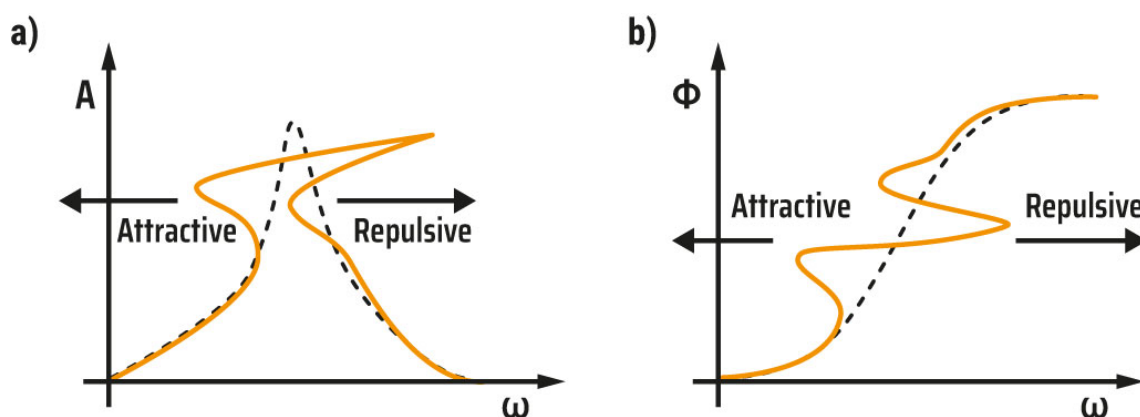 a)
A
Attractive
Repulsive
ω
b)
Φ
Attractive
Repulsive
ω